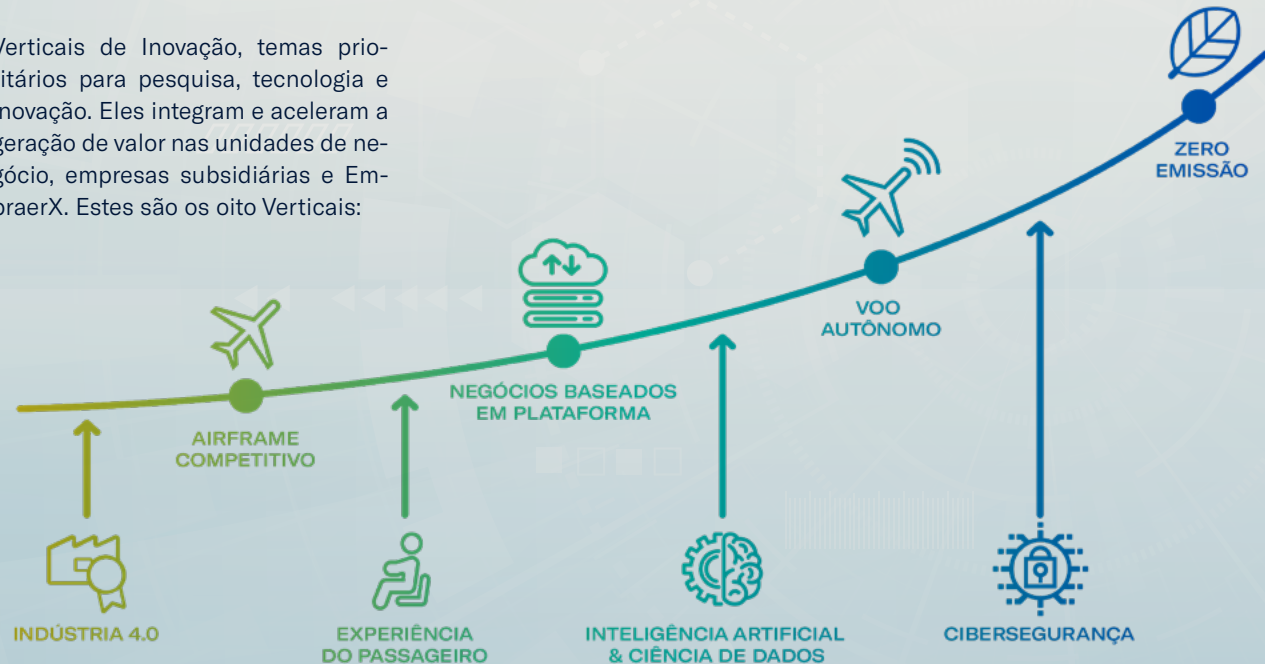 Verticais de Inovação, temas prio-
ritários para pesquisa, tecnologia e
inovação. Eles integram e aceleram a
geração de valor nas unidades de ne-
gócio, empresas subsidiárias e Em-
braerX. Estes são os oito Verticais:
ZERO
EMISSÃO
VOO
AUTÔNOMO
NEGÓCIOS BASEADOS
EM PLATAFORMA
AIRFRAME
COMPETITIVO
INDÚSTRIA 4.0
EXPERIÊNCIA
DO PASSAGEIRO
INTELIGÊNCIA ARTIFICIAL
& CIÊNCIA DE DADOS
CIBERSEGURANÇA